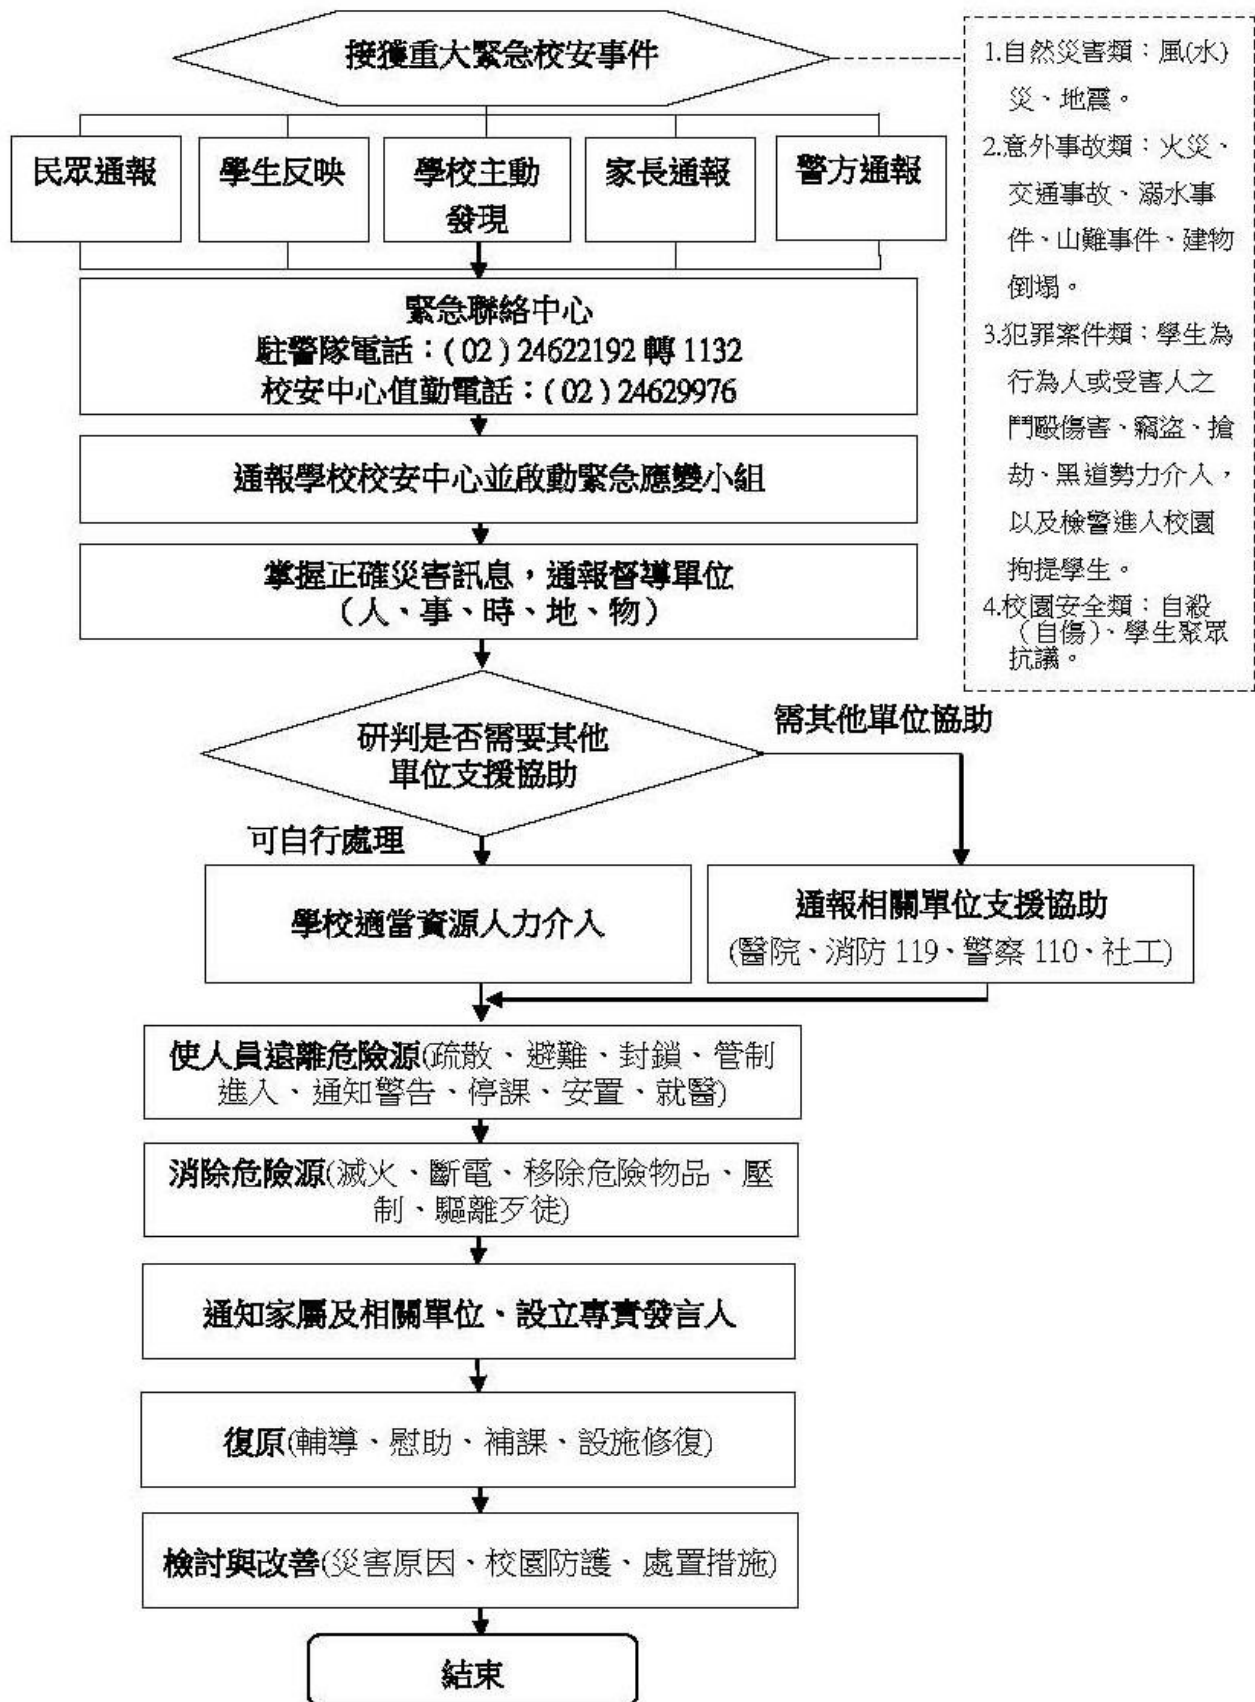 接獲重大緊急校安事件
民眾通報
學生反映
學校主動
發現
家長通報
警方通報
1.自然災害類：風(水)
災、地震。
2.意外事故類：火災、
交通事故、溺水事
件、山難事件、建物
倒塌。
3.犯罪案件類：學生為
行為人或受害人之
鬥毆傷害、竊盜、搶
劫、黑道勢力介入，
以及檢警進入校園
拘提學生。
4.校園安全類：自殺
（自傷）、學生聚眾
抗議。
緊急聯絡中心
駐警隊電話：(02)24622192 轉 1132
校安中心值勤電話：(02)24629976
通報學校校安中心並啟動緊急應變小組
掌握正確災害訊息，通報督導單位
（人、事、時、地、物）
研判是否需要其他
單位支援協助
需其他單位協助
可自行處理
學校適當資源人力介入
通報相關單位支援協助
(醫院、消防 119、警察 110、社工)
使人員遠離危險源(疏散、避難、封鎖、管制
進入、通知警告、停課、安置、就醫)
消除危險源(滅火、斷電、移除危險物品、壓
制、驅離歹徒)
通知家屬及相關單位、設立專責發言人
復原(輔導、慰助、補課、設施修復)
檢討與改善(災害原因、校園防護、處置措施)
結束